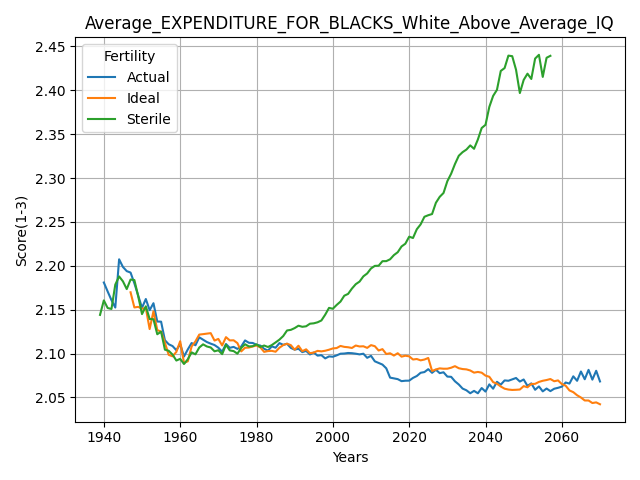 Average_EXPENDITURE_FOR_BLACKS_White_Above_Average_IQ
Fertility
Actual
Ideal
Sterile
2.45
2.40
2.35
2.30
2.25
2.20
2.15
2.10
2.05
Score(1-3)
1940
1960
1980
2000
2020
2040
2060
Years